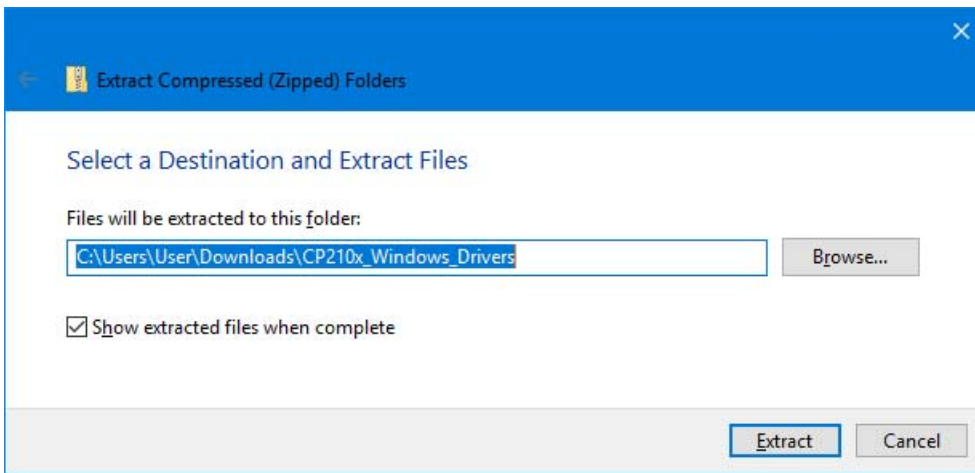 Extract Compressed (Zipped) Folders
Select a Destination and Extract Files
Files will be extracted to this folder:
C:\Users\User\Downloads\CP210x_Windows_Drivers
Browse...
Show extracted files when complete
Extract
Cancel